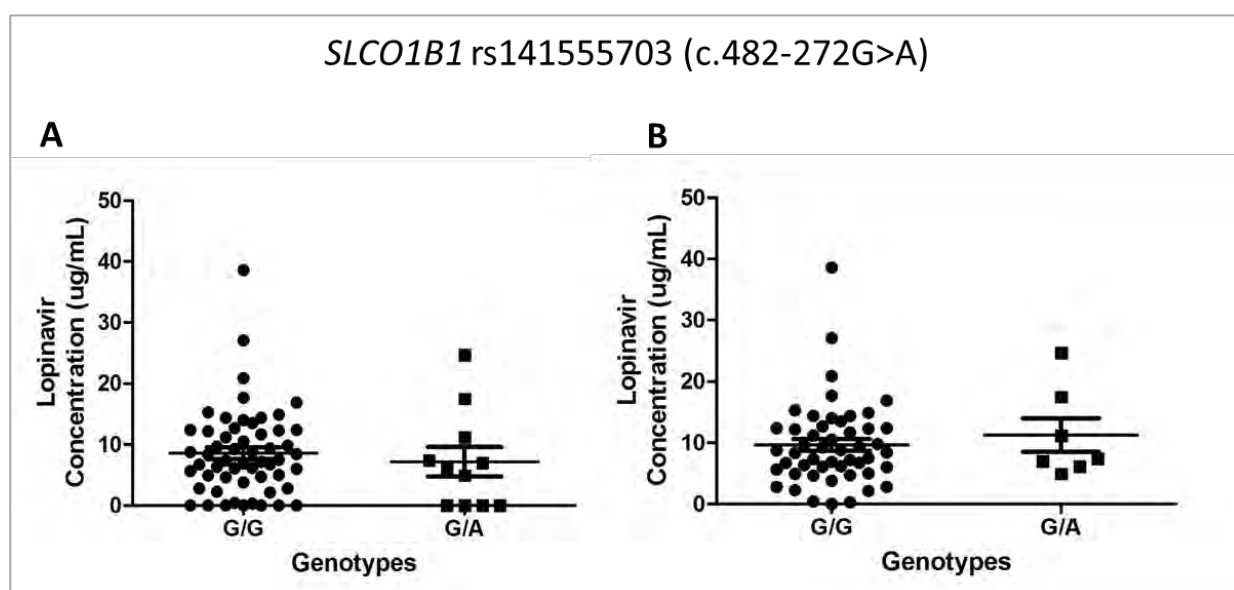 SLCO1B1 rs141555703 (c.482-272G>A)
A
Lopinavir
Concentration (ug/mL)
50
40
30
20
10
0
G/G
G/A
Genotypes
B
Lopinavir
Concentration (ug/mL)
50
40
30
20
10
0
G/G
G/A
Genotypes